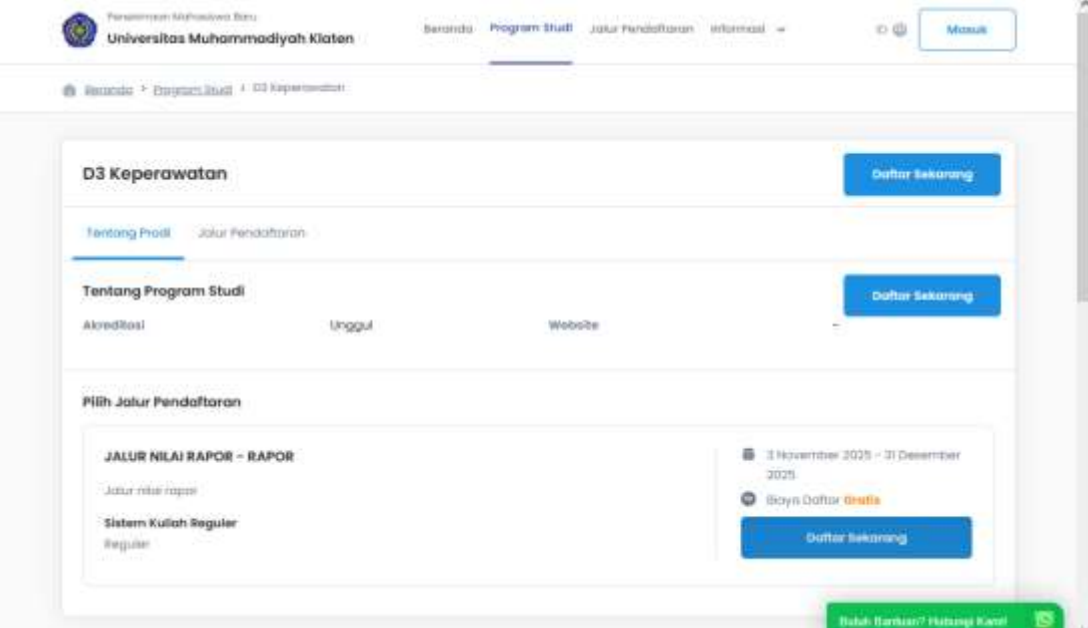 Penerimaan Mahasiswa Baru
Universitas Muhammadiyah Klaten
Beranda Program Studi Jalur Pendaftaran Informasi
ID
Masuk
Beranda > Program Studi > D3 Keperawatan
D3 Keperawatan
Daftar Sekarang
Tentang Prodi Jalur Pendaftaran
Tentang Program Studi
Daftar Sekarang
Akreditasi Unggul Website -
Pilih Jalur Pendaftaran
JALUR NILAI RAPOR - RAPOR
Jalur nilai rapor
Sistem Kuliah Reguler
Reguler
3 November 2025 - 31 Desember
2025
Biaya Daftar Gratis
Daftar Sekarang
Butuh Bantuan? Hubungi Kami!